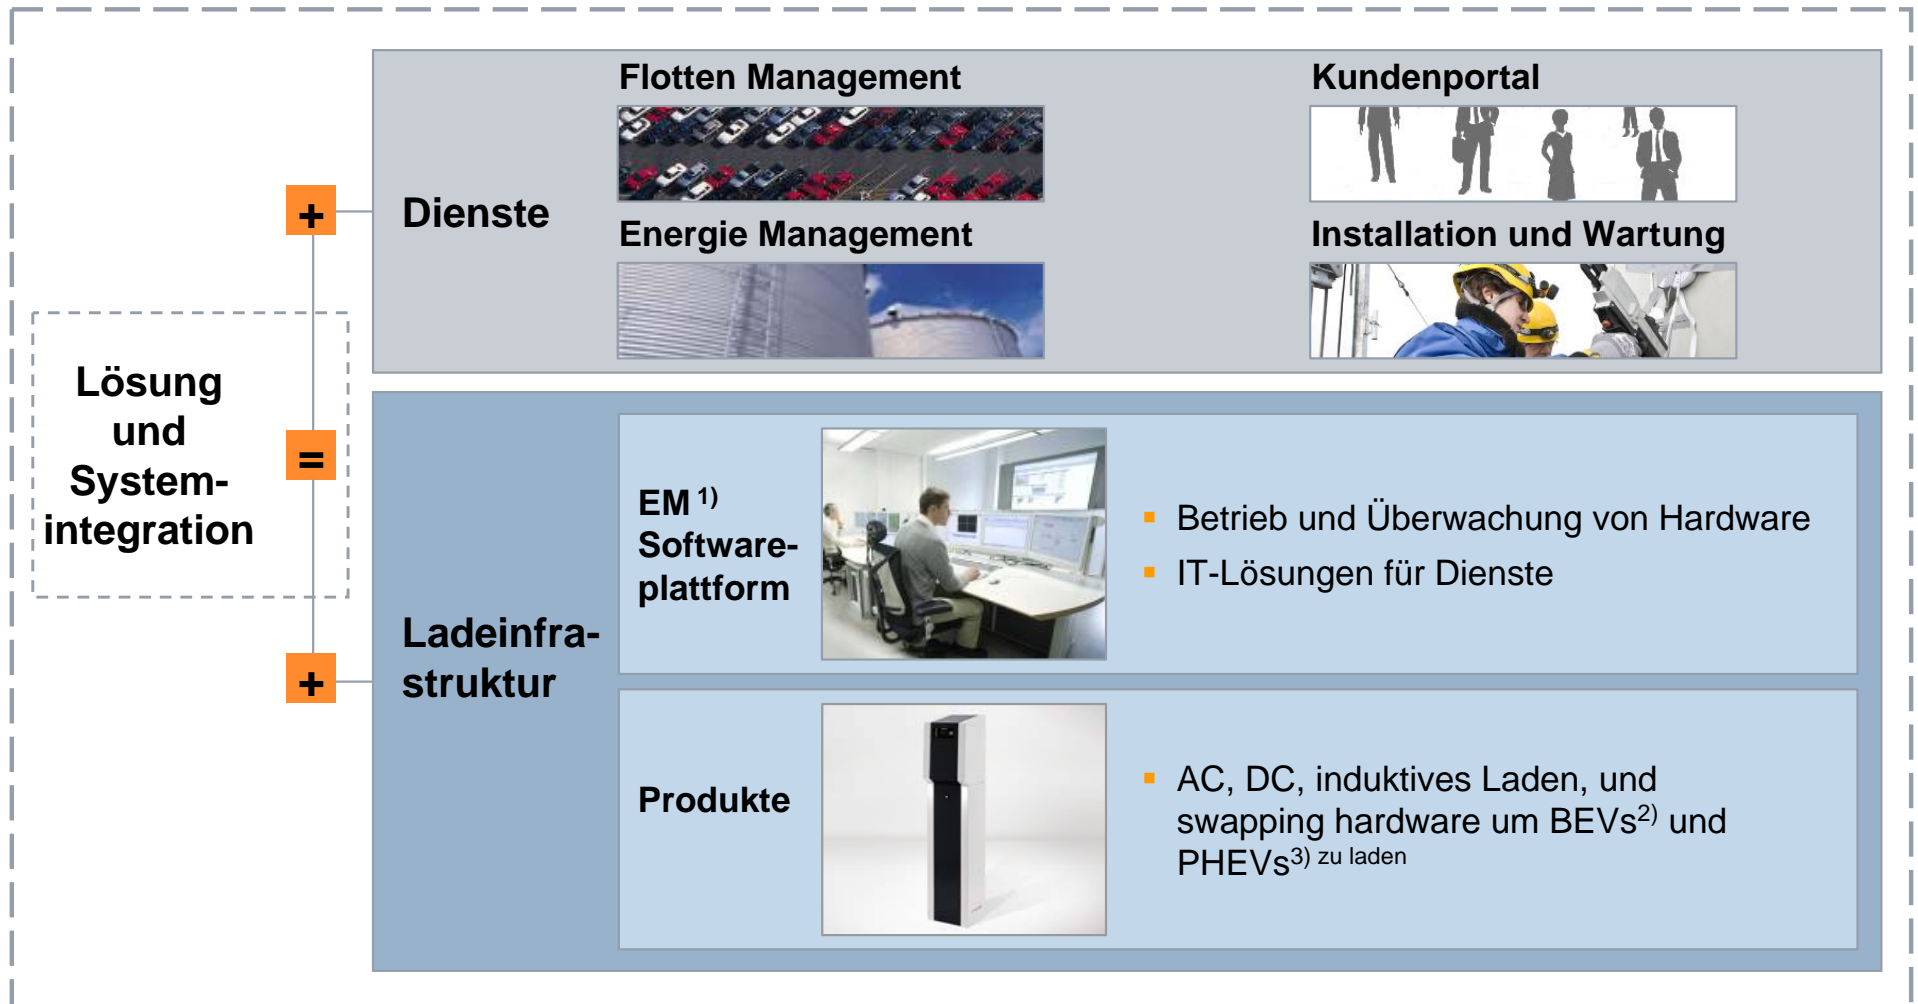 Flotten Management
Kundenportal
+
Dienste
Energie Management
Installation und Wartung
Lösung
und
System-
integration
=
EM ¹⁾
Software-
plattform
▪ Betrieb und Überwachung von Hardware
▪ IT-Lösungen für Dienste
Ladeinfra-
struktur
+
Produkte
▪ AC, DC, induktives Laden, und
swapping hardware um BEVs²⁾ und
PHEVs³⁾ zu laden